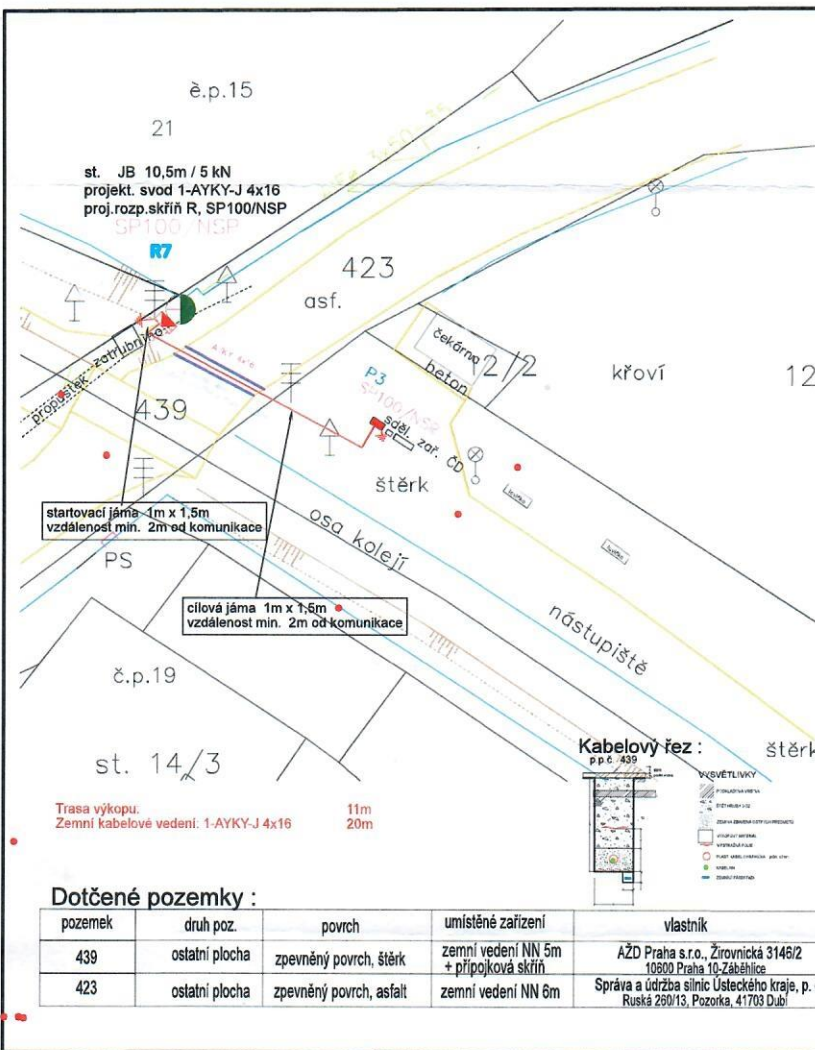 è.p.15
21
st. JB 10,5m / 5 kN
projekt. svod 1-AYKY-J 4x16
proj.rozp.skříň R, SP100/NSP
SP100/NSP
R7
423
asf.
čekárna
2/2
beton
křoví
12
propustek zatrubněno
AYKY 4x16
P3
SP100/NSP
sděl. zař. ČD
439
štěrk
startovací jáma 1m x 1,5m
vzdálenost min. 2m od komunikace
osa kolejí
PS
cílová jáma 1m x 1,5m
vzdálenost min. 2m od komunikace
nástupiště
č.p.19
st. 14/3
Kabelový řez :
p.p.č. 439
štěrk
VYSVĚTLIVKY
Trasa výkopu: 11m
Zemní kabelové vedení: 1-AYKY-J 4x16 20m
Dotčené pozemky :
pozemek druh poz. povrch umístěné zařízení vlastník
439 ostatní plocha zpevněný povrch, štěrk zemní vedení NN 5m + přípojková skříň AŽD Praha s.r.o., Žirovnická 3146/2 10600 Praha 10-Záběhlice
423 ostatní plocha zpevněný povrch, asfalt zemní vedení NN 6m Správa a údržba silnic Ústeckého kraje, p. Ruská 260/13, Pozorka, 41703 Dubí